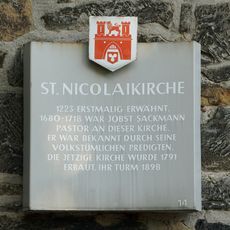 ST. NICOLAIKIRCHE
1223 ERSTMALIG ERWÄHNT.
1680-1718 WAR JOBST SACKMANN
PASTOR AN DIESER KIRCHE.
ER WAR BEKANNT DURCH SEINE
VOLKSTÜMLICHEN PREDIGTEN.
DIE JETZIGE KIRCHE WURDE 1791
ERBAUT, IHR TURM 1898
14